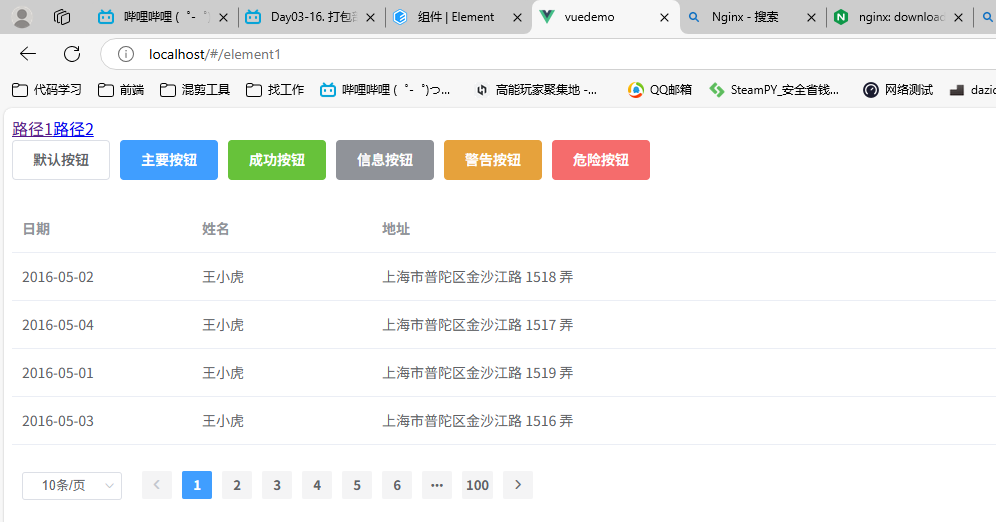 哔哩哔哩 ( ゜- ゜) Day03-16. 打包 组件 | Element vuedemo Nginx - 搜索 nginx: download
localhost/#/element1
代码学习 前端 混剪工具 找工作 哔哩哔哩 ( ゜- ゜)つ... 高能玩家聚集地 -... QQ邮箱 SteamPY_安全省钱... 网络测试 dazi
路径1路径2
默认按钮 主要按钮 成功按钮 信息按钮 警告按钮 危险按钮
日期 姓名 地址
2016-05-02 王小虎 上海市普陀区金沙江路 1518 弄
2016-05-04 王小虎 上海市普陀区金沙江路 1517 弄
2016-05-01 王小虎 上海市普陀区金沙江路 1519 弄
2016-05-03 王小虎 上海市普陀区金沙江路 1516 弄
10条/页 1 2 3 4 5 6 ··· 100